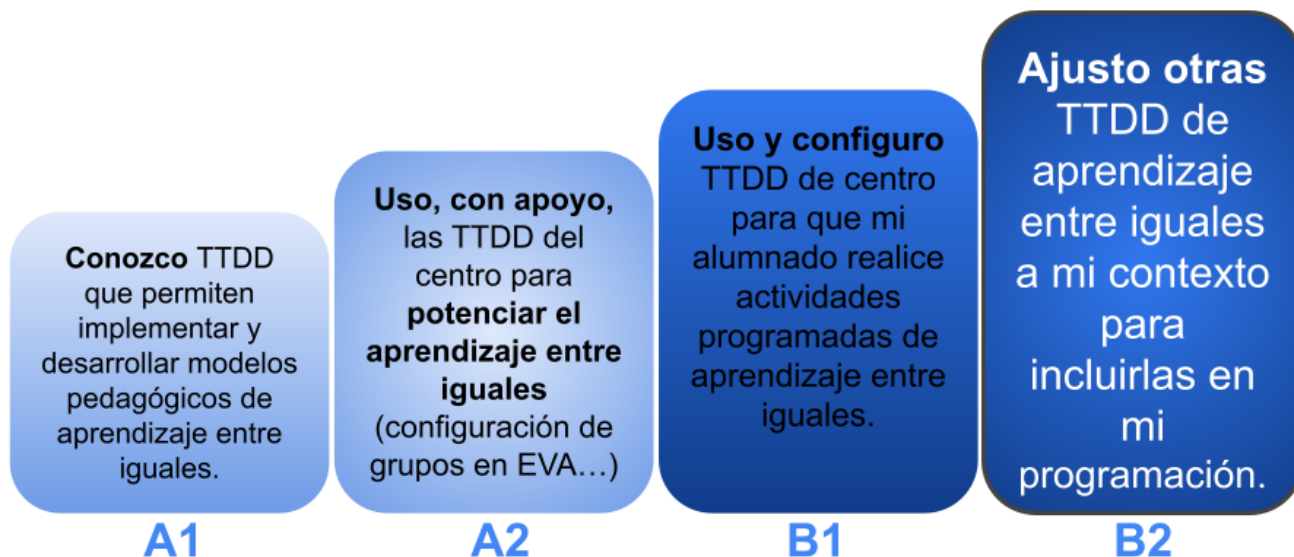 Conozco TTDD
que permiten
implementar y
desarrollar modelos
pedagógicos de
aprendizaje entre
iguales.
A1
Uso, con apoyo,
las TTDD del
centro para
potenciar el
aprendizaje entre
iguales
(configuración de
grupos en EVA…)
A2
Uso y configuro
TTDD de centro
para que mi
alumnado realice
actividades
programadas de
aprendizaje entre
iguales.
B1
Ajusto otras
TTDD de
aprendizaje
entre iguales
a mi contexto
para
incluirlas en
mi
programación.
B2